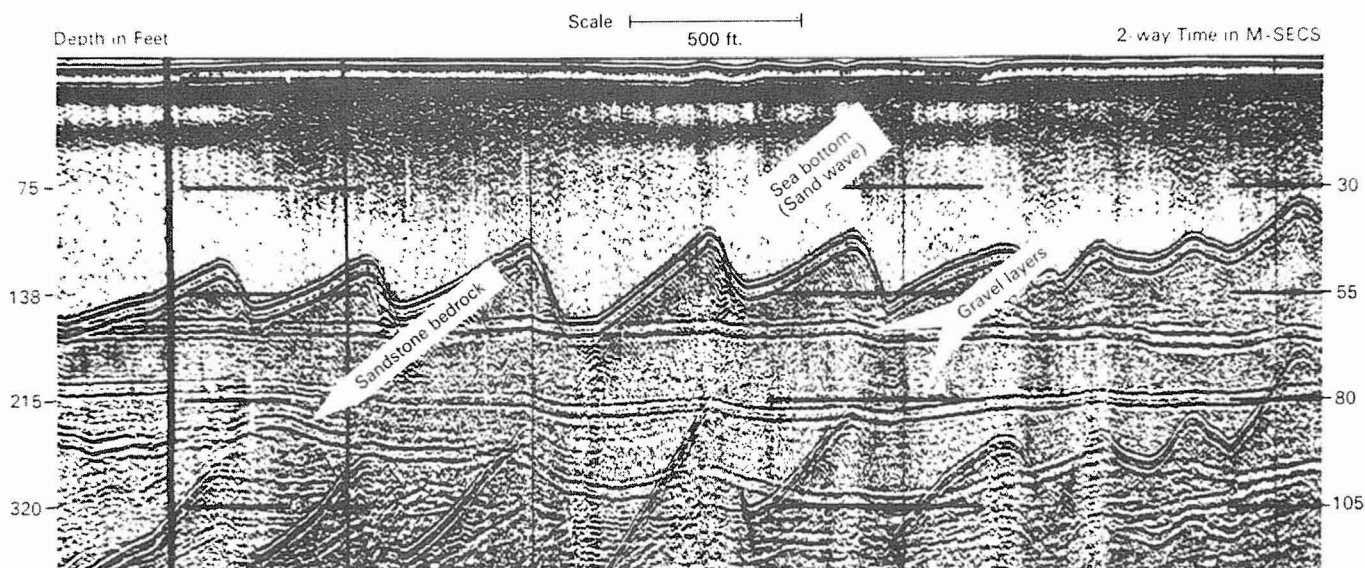 Scale
500 ft.
Depth in Feet
2-way Time in M-SECS
Sea bottom
(Sand wave)
75
30
Gravel layers
138
55
Sandstone bedrock
215
80
320
105